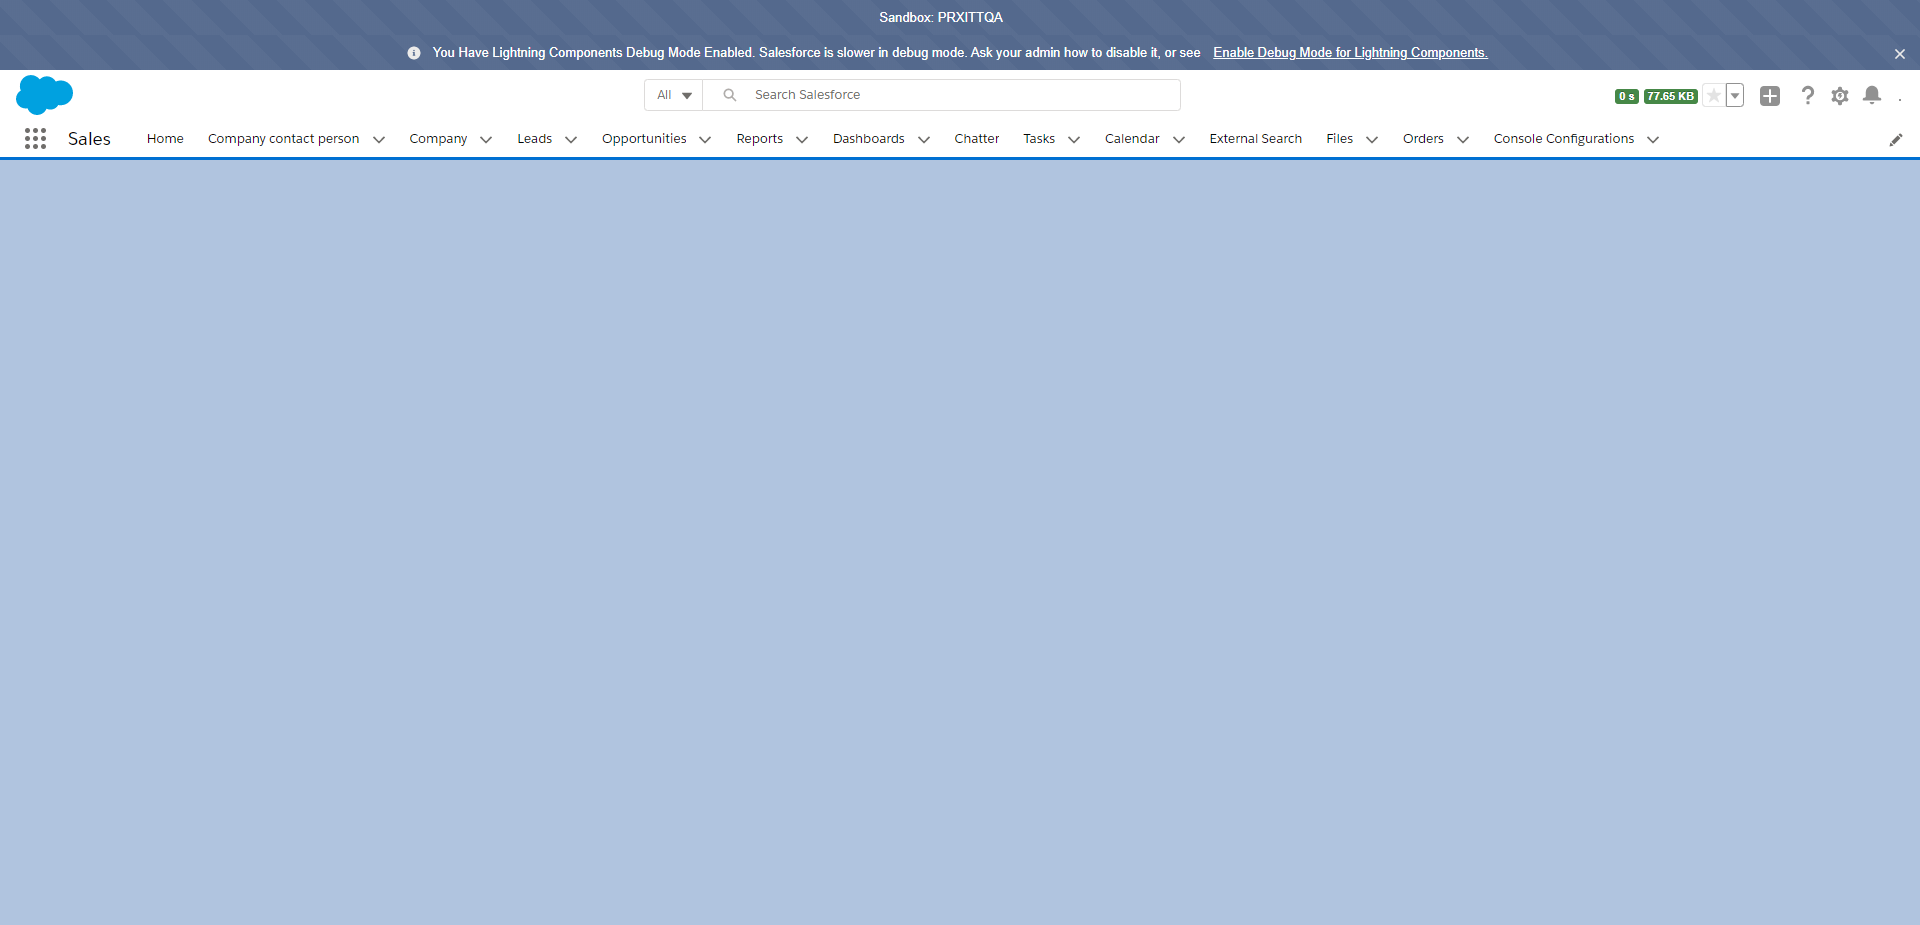 Sandbox: PRXITTQA
You Have Lightning Components Debug Mode Enabled. Salesforce is slower in debug mode. Ask your admin how to disable it, or see Enable Debug Mode for Lightning Components.
All Search Salesforce 0 s 77.65 KB
Sales Home Company contact person Company Leads Opportunities Reports Dashboards Chatter Tasks Calendar External Search Files Orders Console Configurations